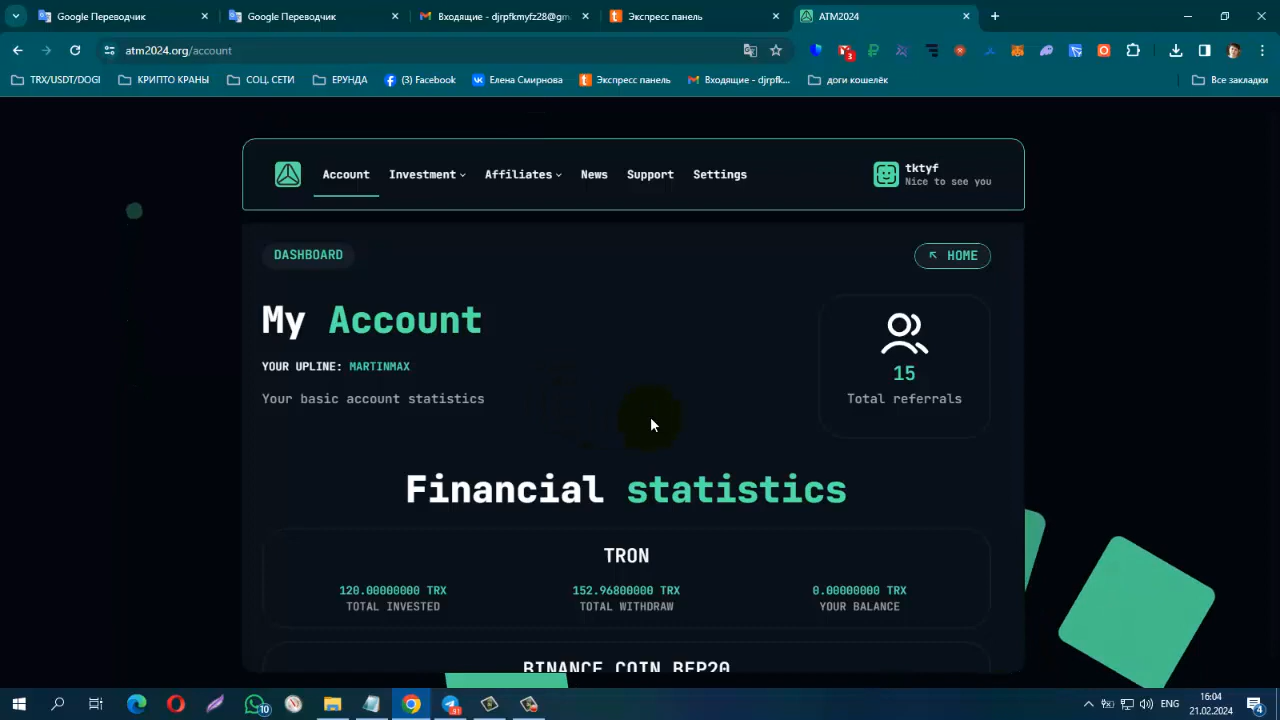 Google Переводчик
Google Переводчик
Входящие - djrpfkmyfz28@gm
Экспресс панель
ATM2024
atm2024.org/account
3
TRX/USDT/DOGI
КРИПТО КРАНЫ
СОЦ. СЕТИ
ЕРУНДА
(3) Facebook
Елена Смирнова
Экспресс панель
Входящие - djrpfk...
доги кошелёк
Все закладки
Account
Investment
Affiliates
News
Support
Settings
tktyf
Nice to see you
DASHBOARD
HOME
My Account
YOUR UPLINE: MARTINMAX
Your basic account statistics
15
Total referrals
Financial statistics
TRON
120.00000000 TRX
TOTAL INVESTED
152.96800000 TRX
TOTAL WITHDRAW
0.00000000 TRX
YOUR BALANCE
BINANCE COIN BEP20
10
ENG
16:04
21.02.2024
4